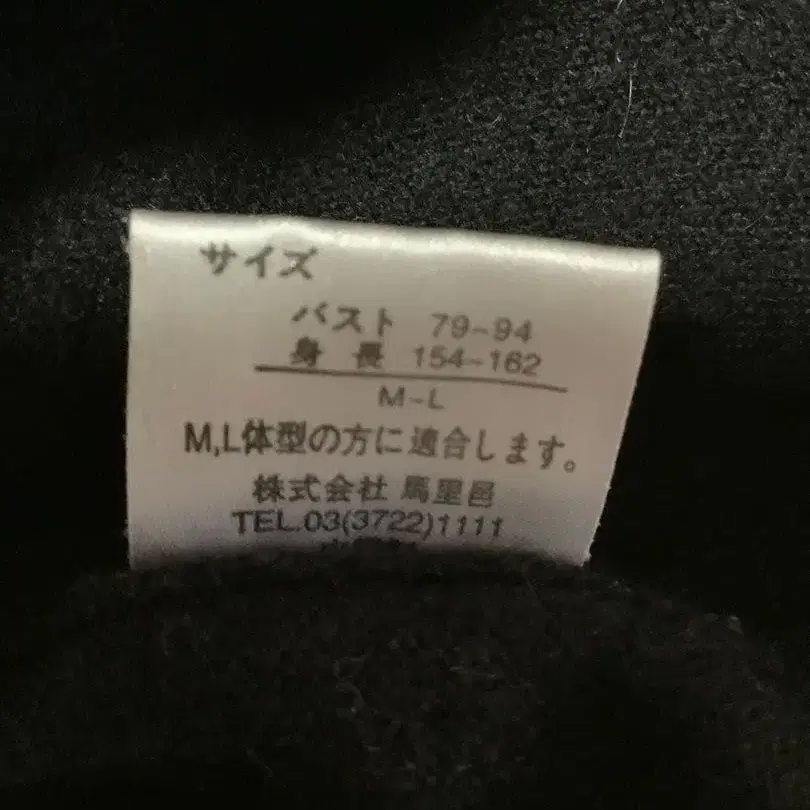 サイズ
バスト 79-94
身 長 154-162
M-L
M,L体型の方に適合します。
株式会社 馬里邑
TEL.03(3722)1111